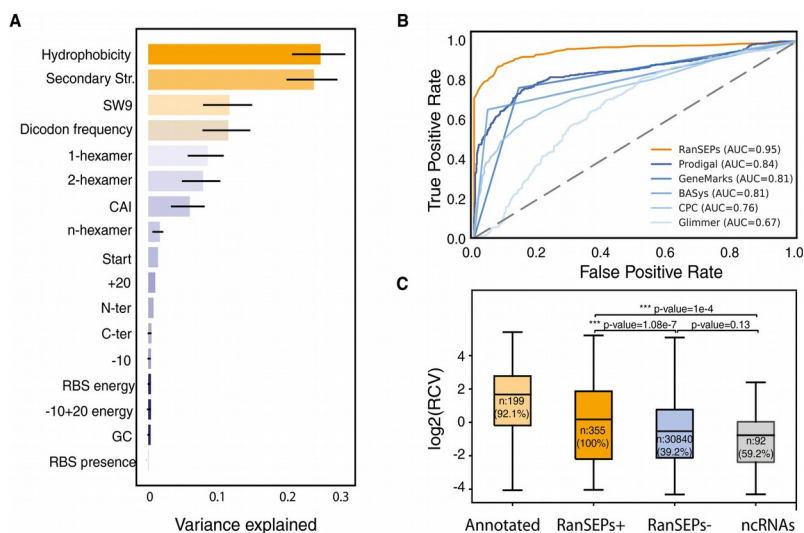 A
Hydrophobicity
Secondary Str.
SW9
Dicodon frequency
1-hexamer
2-hexamer
CAI
n-hexamer
Start
+20
N-ter
C-ter
-10
RBS energy
-10+20 energy
GC
RBS presence
0 0.1 0.2 0.3
Variance explained
B
True Positive Rate
1.0
0.8
0.6
0.4
0.2
0.0
RanSEPs (AUC=0.95)
Prodigal (AUC=0.84)
GeneMarks (AUC=0.81)
BASys (AUC=0.81)
CPC (AUC=0.76)
Glimmer (AUC=0.67)
0.0 0.2 0.4 0.6 0.8 1.0
False Positive Rate
C
log2(RCV)
4
2
0
-2
-4
*** p-value=1e-4
*** p-value=1.08e-7
p-value=0.13
n:199
(92.1%)
n:355
(100%)
n:30840
(39.2%)
n:92
(59.2%)
Annotated RanSEPs+ RanSEPs- ncRNAs